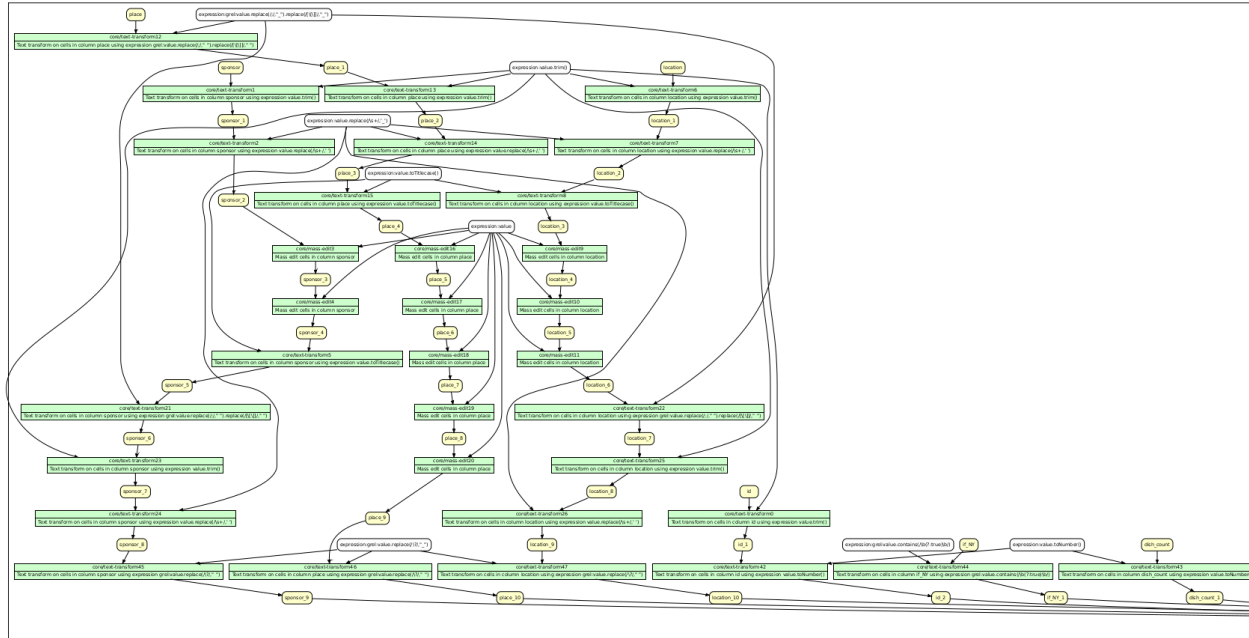 place
expression:grel:value.replace(/,/,"_").replace(/[\[\]]/,"_")
core/text-transform12
Text transform on cells in column place using expression grel:value.replace(/,/," ").replace(/[\[\]]/," ")
sponsor
place_1
expression:value.trim()
location
core/text-transform1
core/text-transform13
core/text-transform6
Text transform on cells in column sponsor using expression value.trim()
Text transform on cells in column place using expression value.trim()
Text transform on cells in column location using expression value.trim()
sponsor_1
expression:value.replace(/\s+/,'_')
place_2
location_1
core/text-transform2
core/text-transform14
core/text-transform7
Text transform on cells in column sponsor using expression value.replace(/\s+/,' ')
Text transform on cells in column place using expression value.replace(/\s+/,' ')
Text transform on cells in column location using expression value.replace(/\s+/,' ')
place_3
expression:value.toTitlecase()
location_2
core/text-transform15
core/text-transform8
Text transform on cells in column place using expression value.toTitlecase()
Text transform on cells in column location using expression value.toTitlecase()
sponsor_2
place_4
expression:value
location_3
core/mass-edit3
core/mass-edit16
core/mass-edit9
Mass edit cells in column sponsor
Mass edit cells in column place
Mass edit cells in column location
sponsor_3
place_5
location_4
core/mass-edit4
core/mass-edit17
core/mass-edit10
Mass edit cells in column sponsor
Mass edit cells in column place
Mass edit cells in column location
sponsor_4
place_6
location_5
core/text-transform5
core/mass-edit18
core/mass-edit11
Text transform on cells in column sponsor using expression value.toTitlecase()
Mass edit cells in column place
Mass edit cells in column location
sponsor_5
place_7
location_6
core/text-transform21
core/mass-edit19
core/text-transform22
Text transform on cells in column sponsor using expression grel:value.replace(/,/," ").replace(/[\[\]]/," ")
Mass edit cells in column place
Text transform on cells in column location using expression grel:value.replace(/,/," ").replace(/[\[\]]/," ")
sponsor_6
place_8
location_7
core/text-transform23
core/mass-edit20
core/text-transform25
Text transform on cells in column sponsor using expression value.trim()
Mass edit cells in column place
Text transform on cells in column location using expression value.trim()
sponsor_7
location_8
id
core/text-transform24
core/text-transform26
core/text-transform0
Text transform on cells in column sponsor using expression value.replace(/\s+/,' ')
Text transform on cells in column location using expression value.replace(/\s+/,' ')
Text transform on cells in column id using expression value.trim()
place_9
sponsor_8
location_9
id_1
if_NY
expression:value.toNumber()
dish_count
core/text-transform45
core/text-transform46
core/text-transform47
core/text-transform42
core/text-transform44
core/text-transform43
Text transform on cells in column id using expression value.toNumber()
Text transform on cells in column dish_count using expression value.toNumber
sponsor_9
place_10
location_10
id_2
if_NY_1
dish_count_1